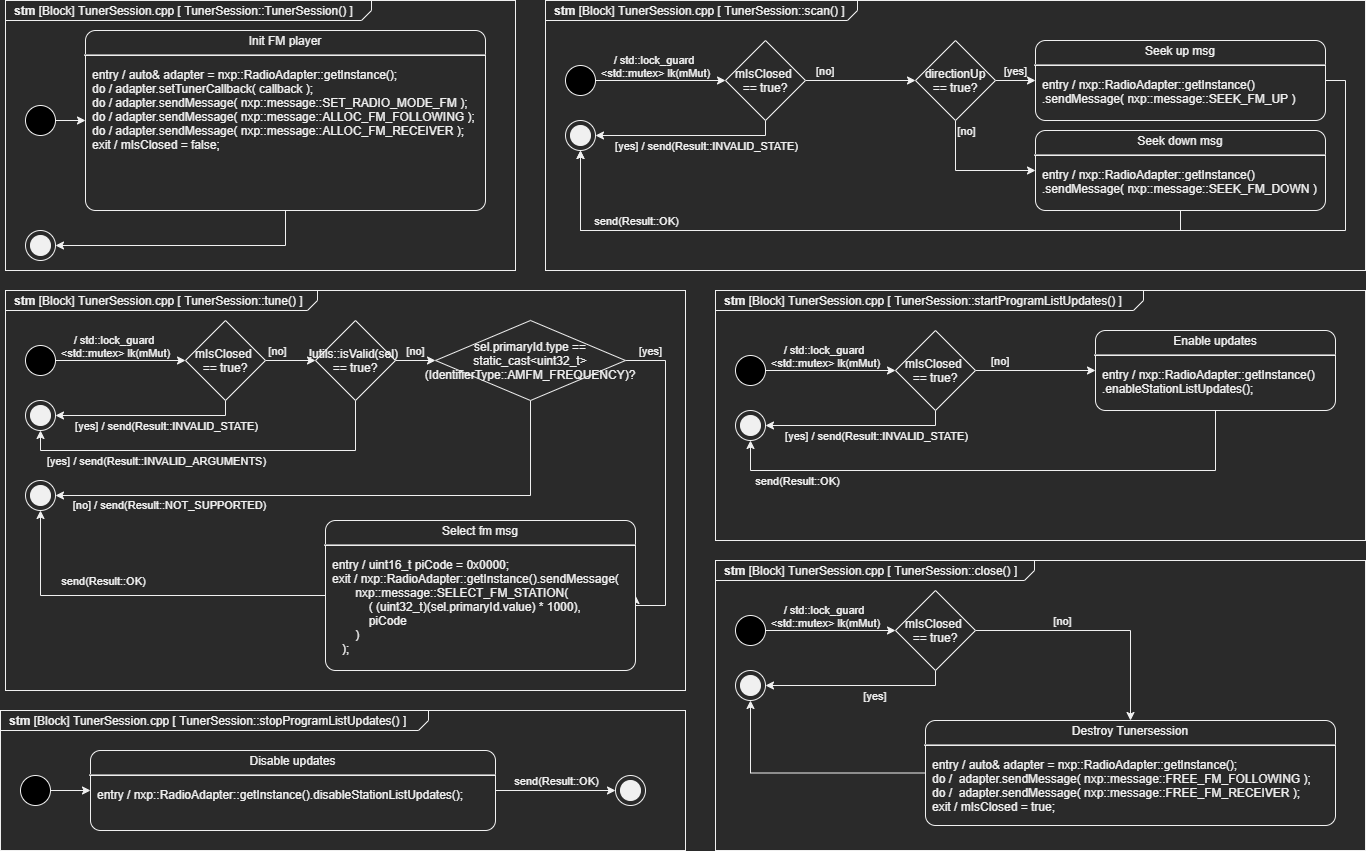 stm [Block] TunerSession.cpp [ TunerSession::TunerSession() ]
Init FM player
entry / auto& adapter = nxp::RadioAdapter::getInstance();
do / adapter.setTunerCallback( callback );
do / adapter.sendMessage( nxp::message::SET_RADIO_MODE_FM );
do / adapter.sendMessage( nxp::message::ALLOC_FM_FOLLOWING );
do / adapter.sendMessage( nxp::message::ALLOC_FM_RECEIVER );
exit / mIsClosed = false;
stm [Block] TunerSession.cpp [ TunerSession::scan() ]
/ std::lock_guard
<std::mutex> lk(mMut)
mIsClosed
== true?
[no]
directionUp
== true?
[yes]
Seek up msg
entry / nxp::RadioAdapter::getInstance()
.sendMessage( nxp::message::SEEK_FM_UP )
[no]
[yes] / send(Result::INVALID_STATE)
Seek down msg
entry / nxp::RadioAdapter::getInstance()
.sendMessage( nxp::message::SEEK_FM_DOWN )
send(Result::OK)
stm [Block] TunerSession.cpp [ TunerSession::tune() ]
/ std::lock_guard
<std::mutex> lk(mMut)
mIsClosed
== true?
[no]
!utils::isValid(sel)
== true?
[no]
sel.primaryId.type ==
static_cast<uint32_t>
(IdentifierType::AMFM_FREQUENCY)?
[yes]
[yes] / send(Result::INVALID_STATE)
[yes] / send(Result::INVALID_ARGUMENTS)
[no] / send(Result::NOT_SUPPORTED)
Select fm msg
entry / uint16_t piCode = 0x0000;
exit / nxp::RadioAdapter::getInstance().sendMessage(
nxp::message::SELECT_FM_STATION(
( (uint32_t)(sel.primaryId.value) * 1000),
piCode
)
);
send(Result::OK)
stm [Block] TunerSession.cpp [ TunerSession::startProgramListUpdates() ]
/ std::lock_guard
<std::mutex> lk(mMut)
mIsClosed
== true?
[no]
Enable updates
entry / nxp::RadioAdapter::getInstance()
.enableStationListUpdates();
[yes] / send(Result::INVALID_STATE)
send(Result::OK)
stm [Block] TunerSession.cpp [ TunerSession::close() ]
/ std::lock_guard
<std::mutex> lk(mMut)
mIsClosed
== true?
[no]
[yes]
Destroy Tunersession
entry / auto& adapter = nxp::RadioAdapter::getInstance();
do /  adapter.sendMessage( nxp::message::FREE_FM_FOLLOWING );
do /  adapter.sendMessage( nxp::message::FREE_FM_RECEIVER );
exit / mIsClosed = true;
stm [Block] TunerSession.cpp [ TunerSession::stopProgramListUpdates() ]
Disable updates
entry / nxp::RadioAdapter::getInstance().disableStationListUpdates();
send(Result::OK)